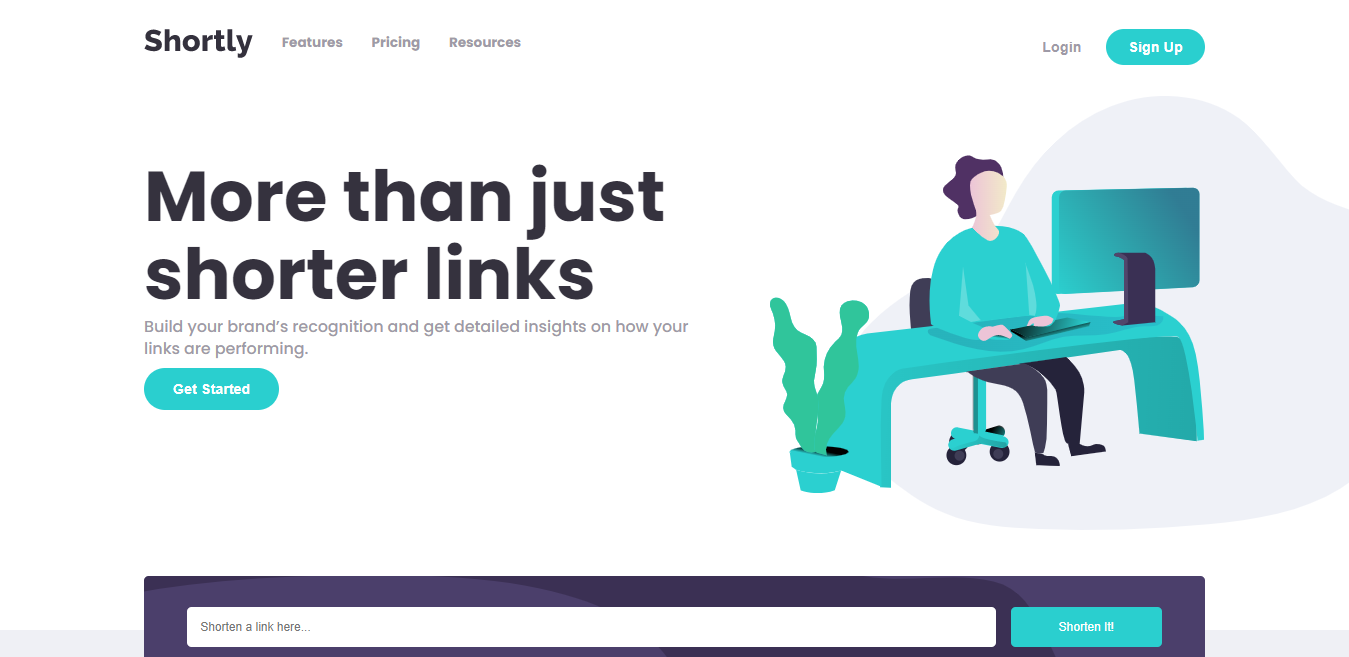 Shortly
Features
Pricing
Resources
Login
Sign Up
More than just
shorter links
Build your brand’s recognition and get detailed insights on how your
links are performing.
Get Started
Shorten a link here...
Shorten It!